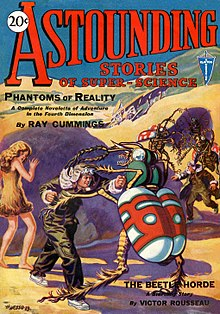 20¢
ASTOUNDING
STORIES
OF SUPER-SCIENCE
PHANTOMS OF REALITY
A Complete Novelette of Adventure
in the Fourth Dimension
By RAY CUMMINGS
THE BEETLE HORDE
By VICTOR ROUSSEAU